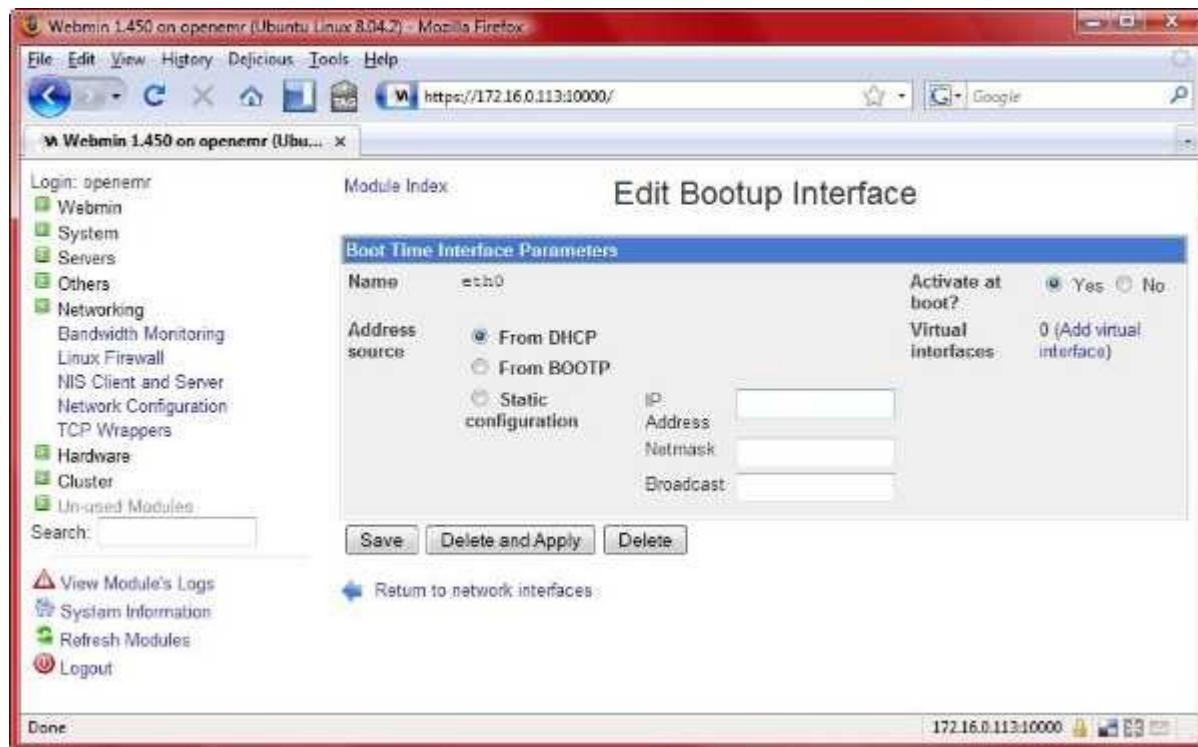 Webmin 1.450 on openemr (Ubuntu Linux 8.04.2) - Mozilla Firefox
File Edit View History Delicious Tools Help
TAG
https://172.16.0.113:10000/
Google
Webmin 1.450 on openemr (Ubu...
Login: openemr
Webmin
System
Servers
Others
Networking
Bandwidth Monitoring
Linux Firewall
NIS Client and Server
Network Configuration
TCP Wrappers
Hardware
Cluster
Un-used Modules
Search:
View Module's Logs
System Information
Refresh Modules
Logout
Module Index
Edit Bootup Interface
Boot Time Interface Parameters
Name eth0
Activate at boot? Yes No
Address source
From DHCP
From BOOTP
Static configuration
IP Address
Netmask
Broadcast
Virtual interfaces 0 (Add virtual interface)
Save Delete and Apply Delete
Return to network interfaces
Done
172.16.0.113:10000